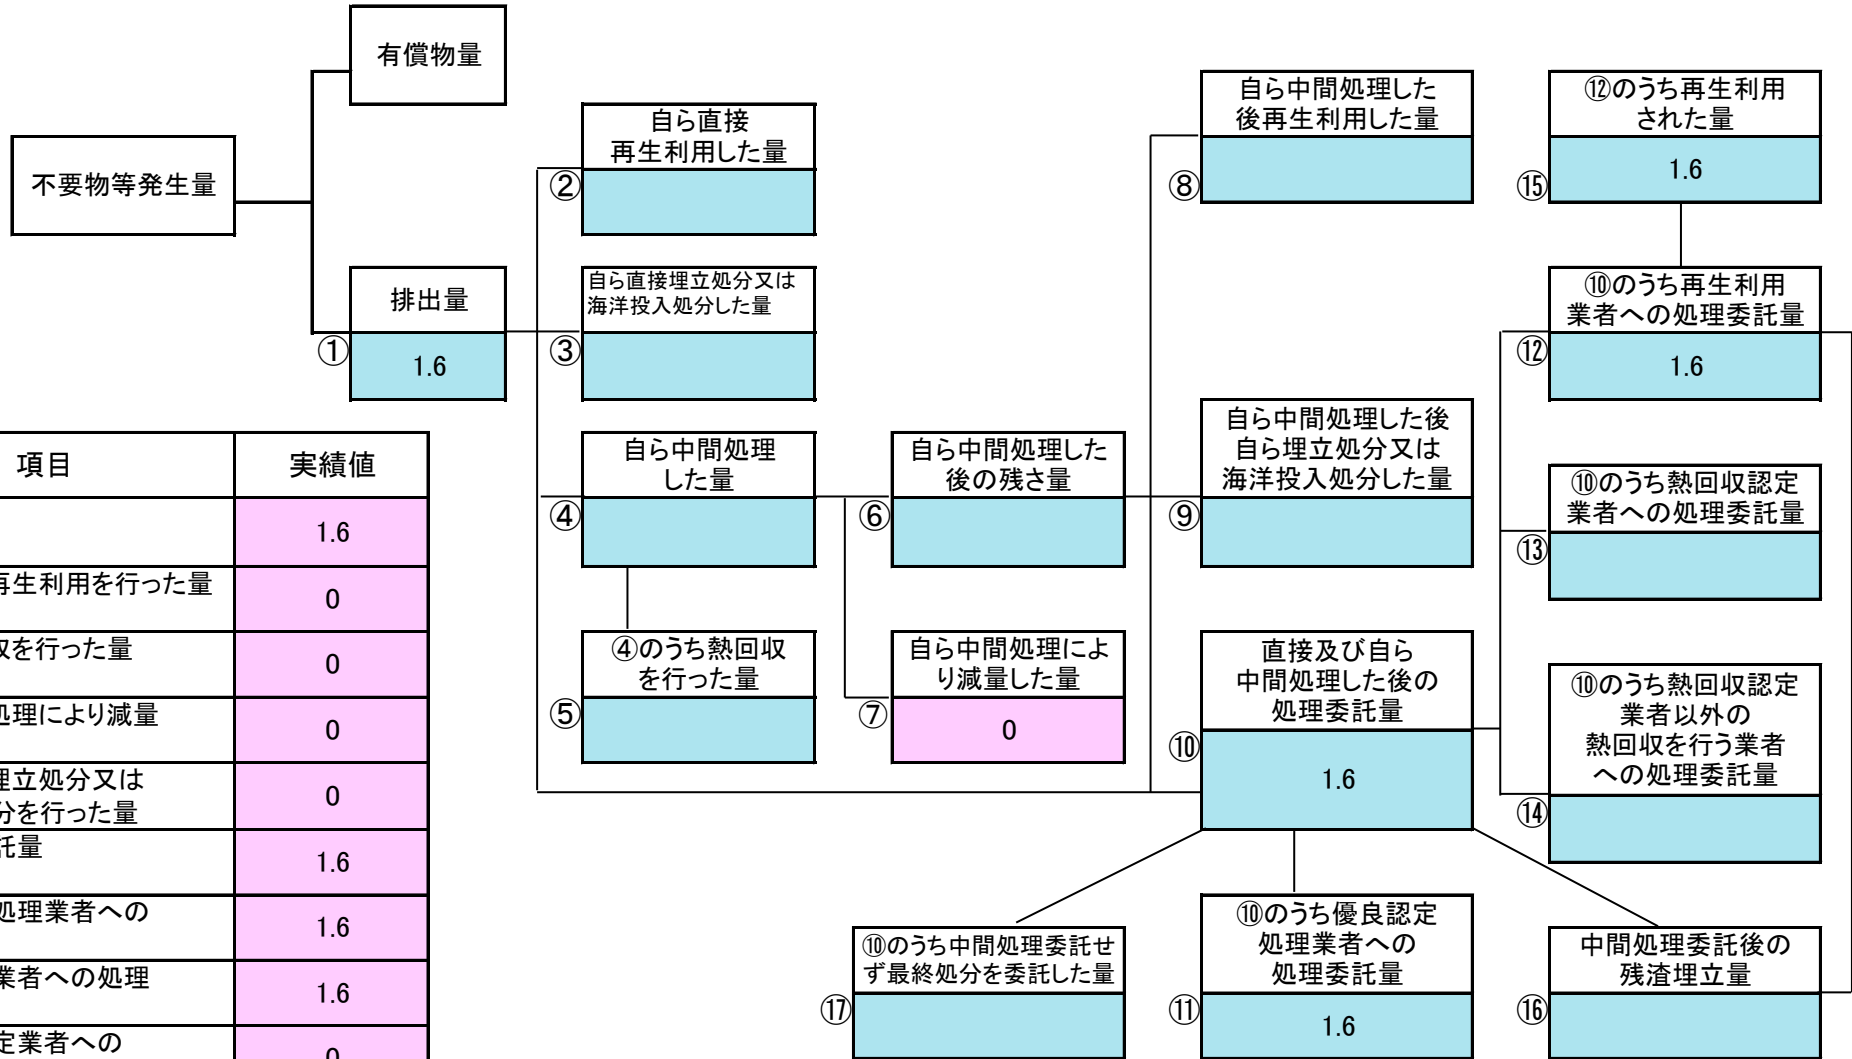 有償物量
不要物等発生量
排出量
①
1.6
自ら直接
再生利用した量
②
自ら直接埋立処分又は
海洋投入処分した量
③
自ら中間処理
した量
④
④のうち熱回収
を行った量
⑤
自ら中間処理した
後の残さ量
⑥
自ら中間処理によ
り減量した量
⑦
0
自ら中間処理した
後再生利用した量
⑧
自ら中間処理した後
自ら埋立処分又は
海洋投入処分した量
⑨
直接及び自ら
中間処理した後の
処理委託量
⑩
1.6
⑫のうち再生利用
された量
⑮
1.6
⑩のうち再生利用
業者への処理委託量
⑫
1.6
⑩のうち熱回収認定
業者への処理委託量
⑬
⑩のうち熱回収認定
業者以外の
熱回収を行う業者
への処理委託量
⑭
⑩のうち中間処理委託せ
ず最終処分を委託した量
⑰
⑩のうち優良認定
処理業者への
処理委託量
⑪
1.6
中間処理委託後の
残渣埋立量
⑯
項目 実績値
1.6
再生利用を行った量 0
を行った量 0
処理により減量 0
埋立処分又は
分を行った量 0
託量 1.6
処理業者への 1.6
業者への処理 1.6
定業者への 0